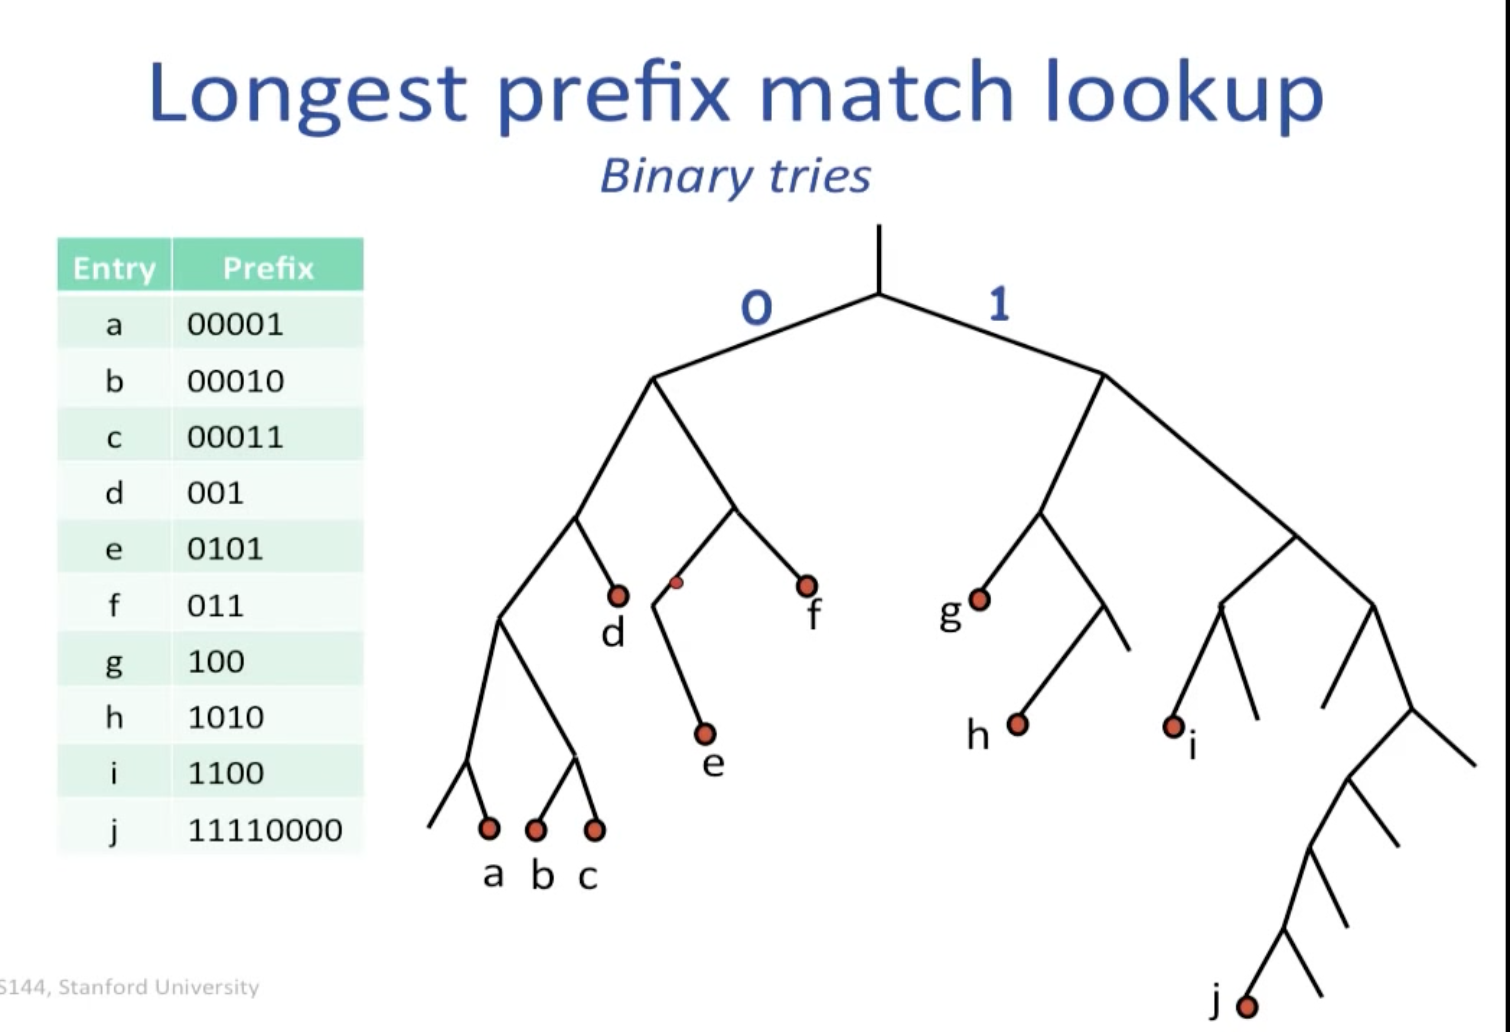 Longest prefix match lookup
Binary tries
Entry Prefix
a 00001
b 00010
c 00011
d 001
e 0101
f 011
g 100
h 1010
i 1100
j 11110000
0 1
d
f
g
e
h
i
a b c
j
S144, Stanford University